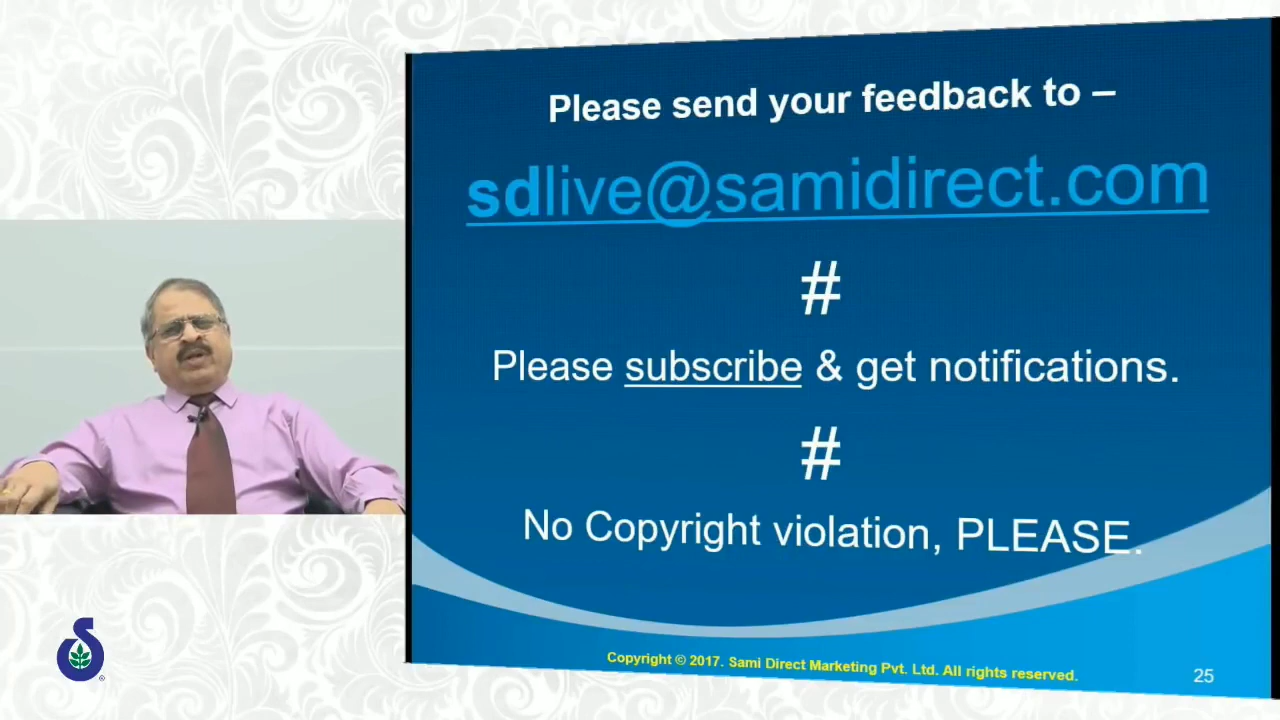 Please send your feedback to –
sdlive@samidirect.com
#
Please subscribe & get notifications.
#
No Copyright violation, PLEASE.
Copyright © 2017. Sami Direct Marketing Pvt. Ltd. All rights reserved.
25